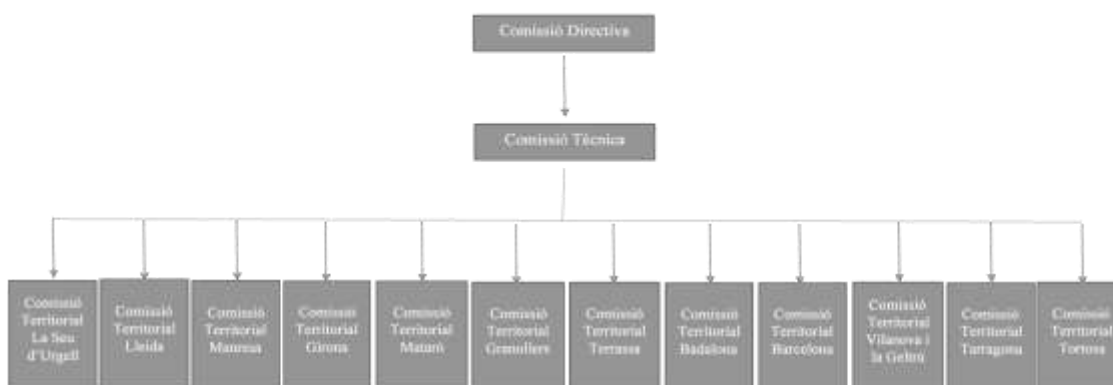 Comissió Directiva
Comissió Tècnica
Comissió
Territorial
La Seu
d'Urgell
Comissió
Territorial
Lleida
Comissió
Territorial
Manresa
Comissió
Territorial
Girona
Comissió
Territorial
Mataró
Comissió
Territorial
Granollers
Comissió
Territorial
Terrassa
Comissió
Territorial
Badalona
Comissió
Territorial
Barcelona
Comissió
Territorial
Vilanova i
la Geltrú
Comissió
Territorial
Tarragona
Comissió
Territorial
Tortosa